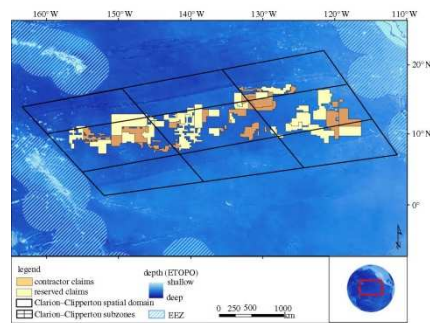 160°W 150°W 140°W 130°W 120°W 110°W
20°N
10°N
0°
legend
contractor claims
reserved claims
Clarion–Clipperton spatial domain
Clarion–Clipperton subzones
depth (ETOPO)
shallow
deep
EEZ
0 250 500 1000
km